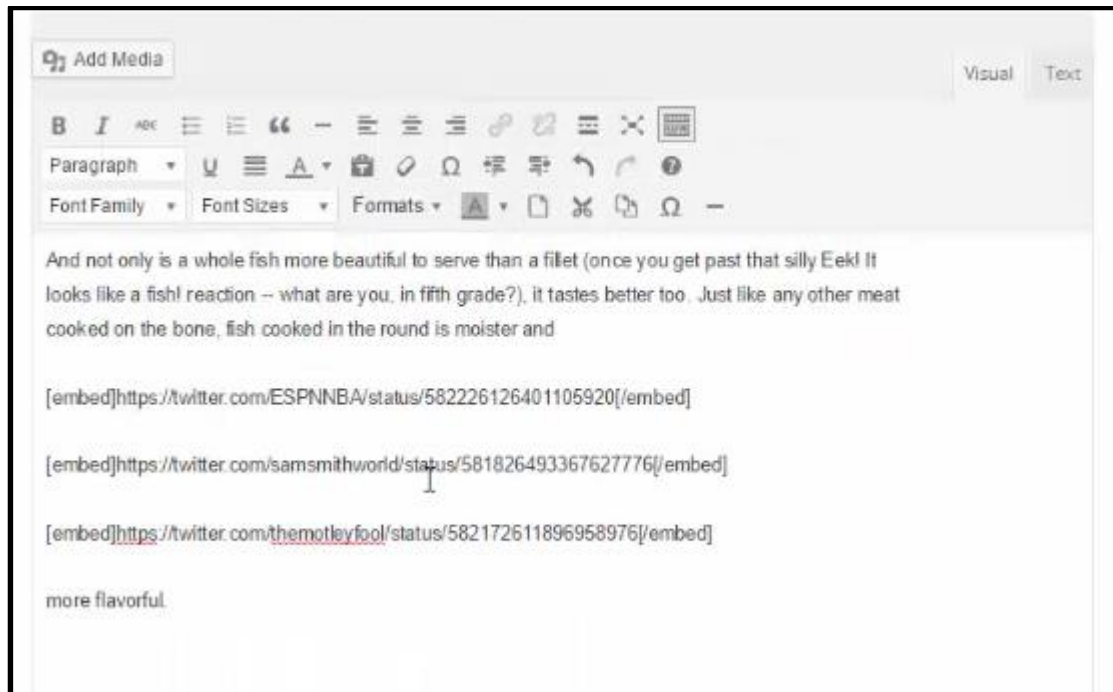 Add Media
Visual Text
B I ABC
Paragraph U A Ω
Font Family Font Sizes Formats A Ω
And not only is a whole fish more beautiful to serve than a fillet (once you get past that silly Eek! It
looks like a fish! reaction – what are you, in fifth grade?), it tastes better too. Just like any other meat
cooked on the bone, fish cooked in the round is moister and
[embed]https://twitter.com/ESPNNBA/status/582226126401105920[/embed]
[embed]https://twitter.com/samsmithworld/status/581826493367627776[/embed]
[embed]https://twitter.com/themotleyfool/status/582172611896958976[/embed]
more flavorful.